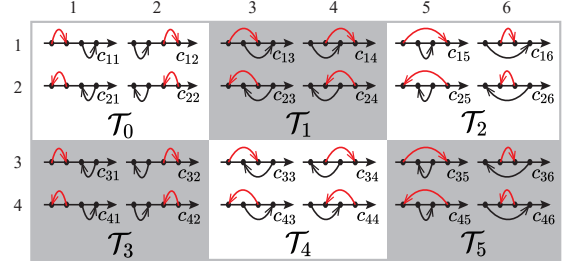 1 2 3 4 5 6
1 c₁₁ c₁₂ c₁₃ c₁₄ c₁₅ c₁₆
2 c₂₁ c₂₂ c₂₃ c₂₄ c₂₅ c₂₆
𝒯₀ 𝒯₁ 𝒯₂
3 c₃₁ c₃₂ c₃₃ c₃₄ c₃₅ c₃₆
4 c₄₁ c₄₂ c₄₃ c₄₄ c₄₅ c₄₆
𝒯₃ 𝒯₄ 𝒯₅